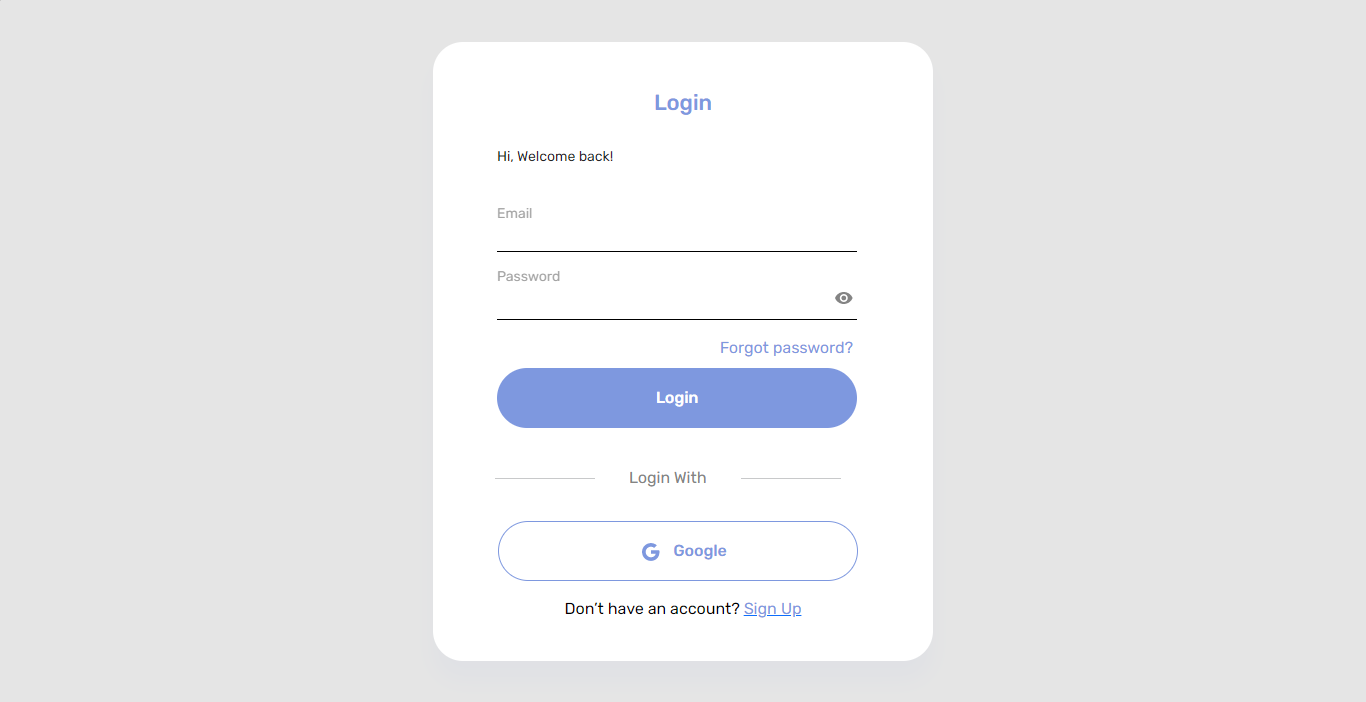 Login
Hi, Welcome back!
Email
Password
Forgot password?
Login
Login With
Google
Don’t have an account? Sign Up